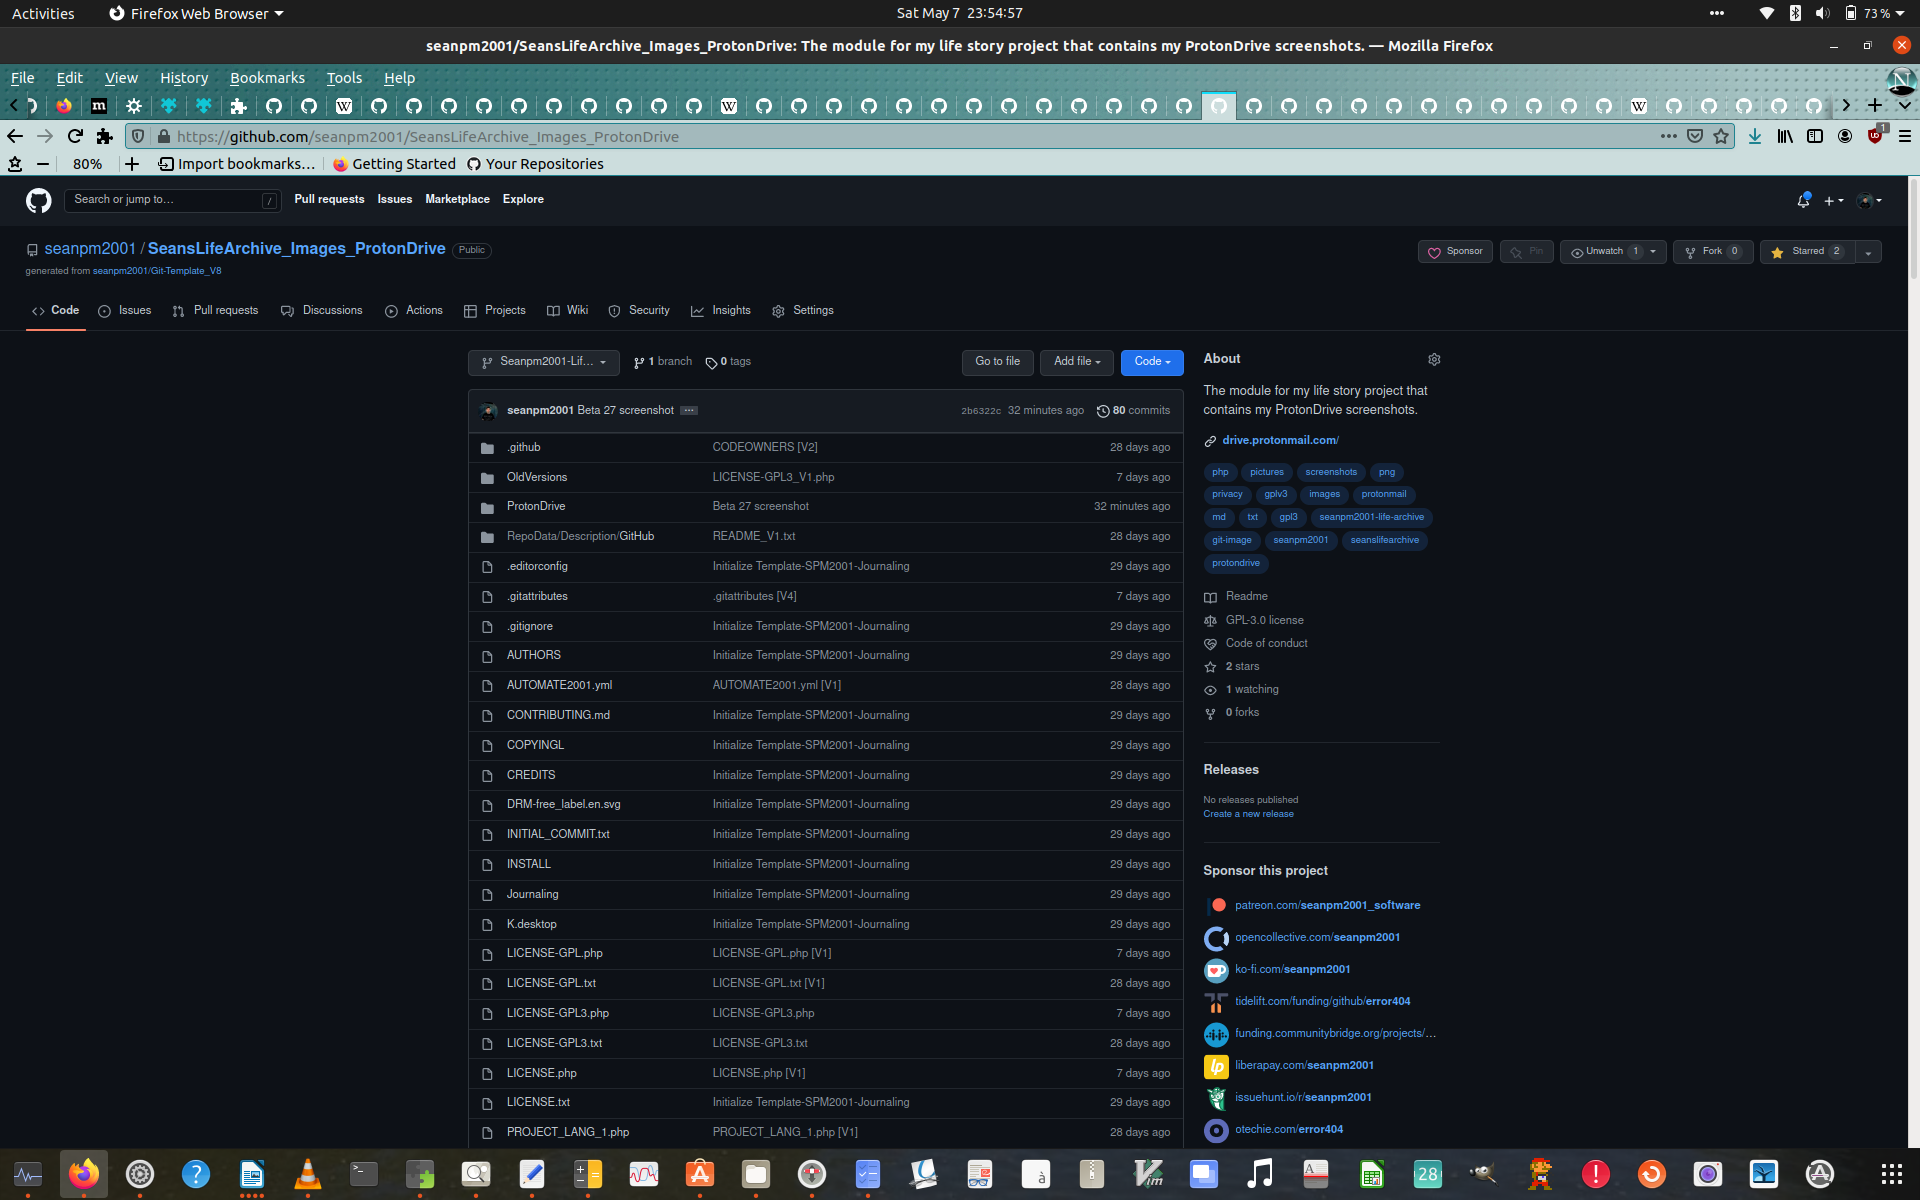 Activities Firefox Web Browser Sat May 7 23:54:57 73 %
seanpm2001/SeansLifeArchive_Images_ProtonDrive: The module for my life story project that contains my ProtonDrive screenshots. — Mozilla Firefox
File Edit View History Bookmarks Tools Help
https://github.com/seanpm2001/SeansLifeArchive_Images_ProtonDrive 1
80% Import bookmarks… Getting Started Your Repositories
Search or jump to… / Pull requests Issues Marketplace Explore
seanpm2001 / SeansLifeArchive_Images_ProtonDrive Public Sponsor Pin Unwatch 1 Fork 0 Starred 2
generated from seanpm2001/Git-Template_V8
Code Issues Pull requests Discussions Actions Projects Wiki Security Insights Settings
Seanpm2001-Lif… 1 branch 0 tags Go to file Add file Code
seanpm2001 Beta 27 screenshot 2b6322c 32 minutes ago 80 commits
.github CODEOWNERS [V2] 28 days ago
OldVersions LICENSE-GPL3_V1.php 7 days ago
ProtonDrive Beta 27 screenshot 32 minutes ago
RepoData/Description/GitHub README_V1.txt 28 days ago
.editorconfig Initialize Template-SPM2001-Journaling 29 days ago
.gitattributes .gitattributes [V4] 7 days ago
.gitignore Initialize Template-SPM2001-Journaling 29 days ago
AUTHORS Initialize Template-SPM2001-Journaling 29 days ago
AUTOMATE2001.yml AUTOMATE2001.yml [V1] 28 days ago
CONTRIBUTING.md Initialize Template-SPM2001-Journaling 29 days ago
COPYINGL Initialize Template-SPM2001-Journaling 29 days ago
CREDITS Initialize Template-SPM2001-Journaling 29 days ago
DRM-free_label.en.svg Initialize Template-SPM2001-Journaling 29 days ago
INITIAL_COMMIT.txt Initialize Template-SPM2001-Journaling 29 days ago
INSTALL Initialize Template-SPM2001-Journaling 29 days ago
Journaling Initialize Template-SPM2001-Journaling 29 days ago
K.desktop Initialize Template-SPM2001-Journaling 29 days ago
LICENSE-GPL.php LICENSE-GPL.php [V1] 7 days ago
LICENSE-GPL.txt LICENSE-GPL.txt [V1] 28 days ago
LICENSE-GPL3.php LICENSE-GPL3.php 7 days ago
LICENSE-GPL3.txt LICENSE-GPL3.txt 28 days ago
LICENSE.php LICENSE.php [V1] 7 days ago
LICENSE.txt Initialize Template-SPM2001-Journaling 29 days ago
PROJECT_LANG_1.php PROJECT_LANG_1.php [V1] 28 days ago
About
The module for my life story project that
contains my ProtonDrive screenshots.
drive.protonmail.com/
php pictures screenshots png
privacy gplv3 images protonmail
md txt gpl3 seanpm2001-life-archive
git-image seanpm2001 seanslifearchive
protondrive
Readme
GPL-3.0 license
Code of conduct
2 stars
1 watching
0 forks
Releases
No releases published
Create a new release
Sponsor this project
patreon.com/seanpm2001_software
opencollective.com/seanpm2001
ko-fi.com/seanpm2001
tidelift.com/funding/github/error404
funding.communitybridge.org/projects/…
liberapay.com/seanpm2001
issuehunt.io/r/seanpm2001
otechie.com/error404
28